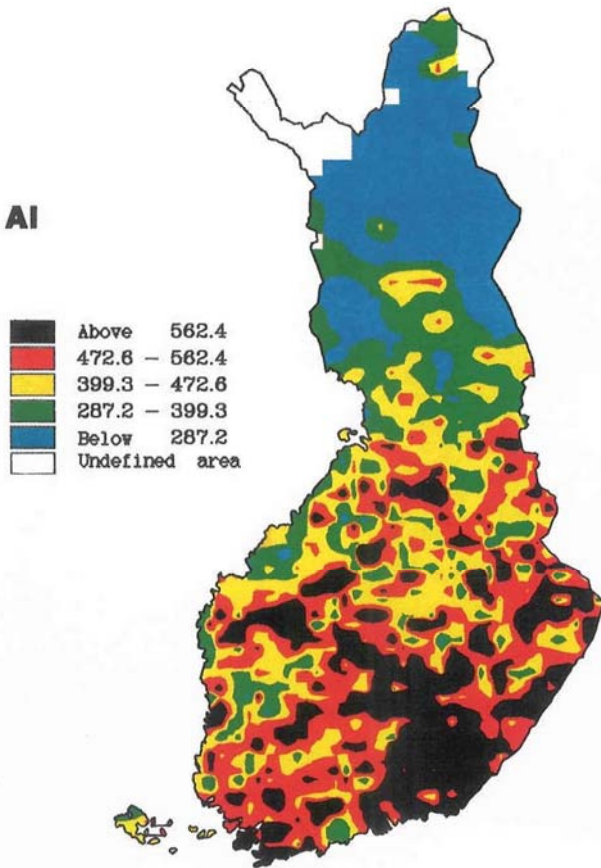 Al
Above 562.4
472.6 – 562.4
399.3 – 472.6
287.2 – 399.3
Below 287.2
Undefined area